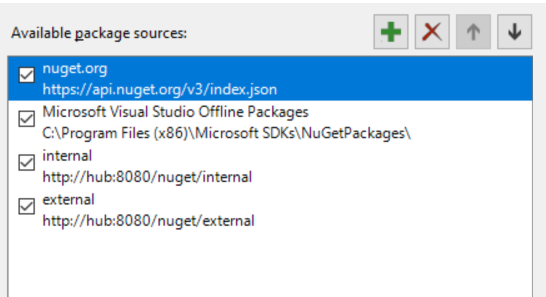 Available package sources:
nuget.org
https://api.nuget.org/v3/index.json
Microsoft Visual Studio Offline Packages
C:\Program Files (x86)\Microsoft SDKs\NuGetPackages\
internal
http://hub:8080/nuget/internal
external
http://hub:8080/nuget/external